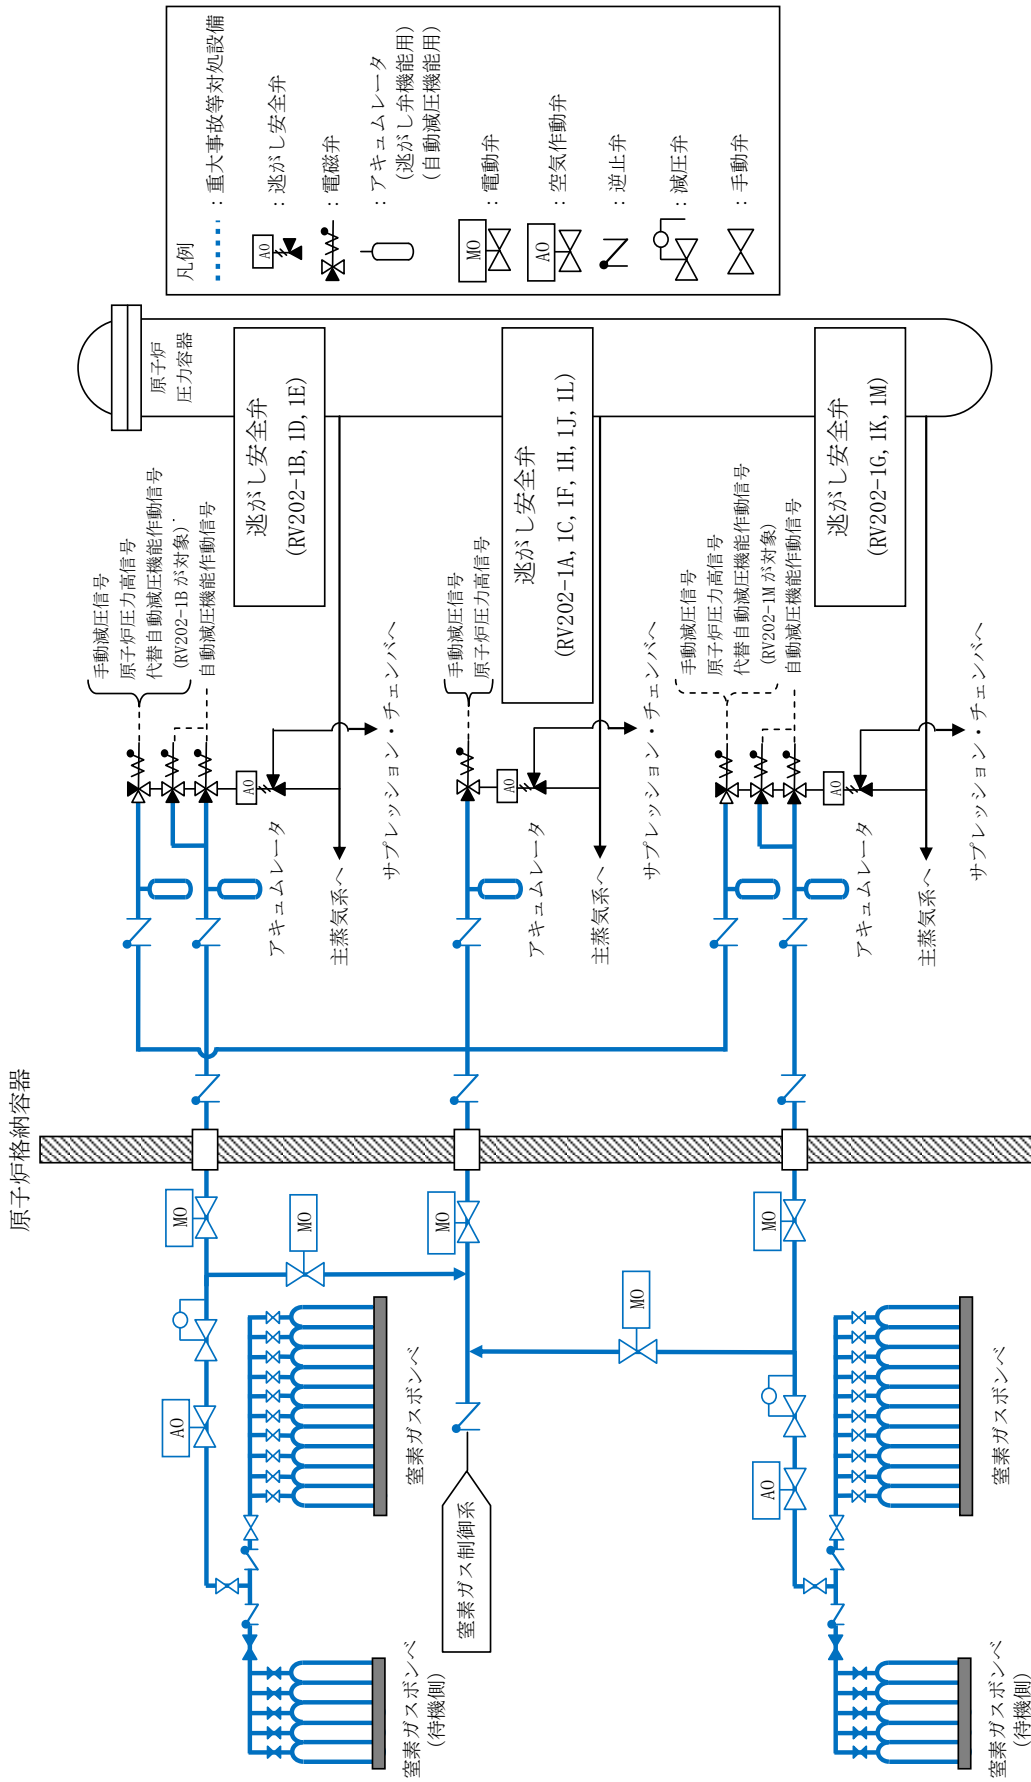 凡例
：重大事故等対処設備
AO
：逃がし安全弁
：電磁弁
：アキュムレータ
(逃がし弁機能用)
(自動減圧機能用)
MO
：電動弁
AO
：空気作動弁
：逆止弁
：減圧弁
：手動弁
原子炉
圧力容器
逃がし安全弁
(RV202-1B, 1D, 1E)
逃がし安全弁
(RV202-1A, 1C, 1F, 1H, 1J, 1L)
逃がし安全弁
(RV202-1G, 1K, 1M)
手動減圧信号
原子炉圧力高信号
代替自動減圧機能作動信号
(RV202-1B が対象)
自動減圧機能作動信号
手動減圧信号
原子炉圧力高信号
手動減圧信号
原子炉圧力高信号
代替自動減圧機能作動信号
(RV202-1M が対象)
自動減圧機能作動信号
AO
AO
AO
サプレッション・チェンバへ
サプレッション・チェンバへ
サプレッション・チェンバへ
アキュムレータ
主蒸気系へ
アキュムレータ
主蒸気系へ
アキュムレータ
主蒸気系へ
原子炉格納容器
MO
MO
MO
MO
MO
AO
AO
窒素ガスボンベ
窒素ガス制御系
窒素ガスボンベ
窒素ガスボンベ
(待機側)
窒素ガスボンベ
(待機側)